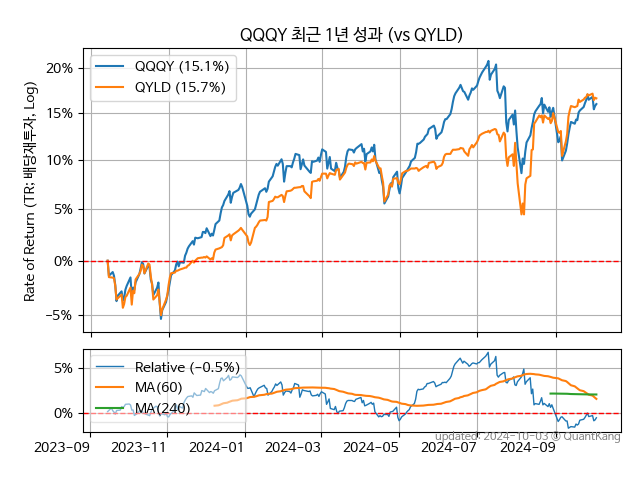 QQQY 최근 1년 성과 (vs QYLD)
Rate of Return (TR: 배당재투자, Log)
20%
15%
10%
5%
0%
−5%
QQQY (15.1%)
QYLD (15.7%)
5%
0%
Relative (−0.5%)
MA(60)
MA(240)
2023−09
2023−11
2024−01
2024−03
2024−05
2024−07
2024−09
updated: 2024−10−03 © QuantKang